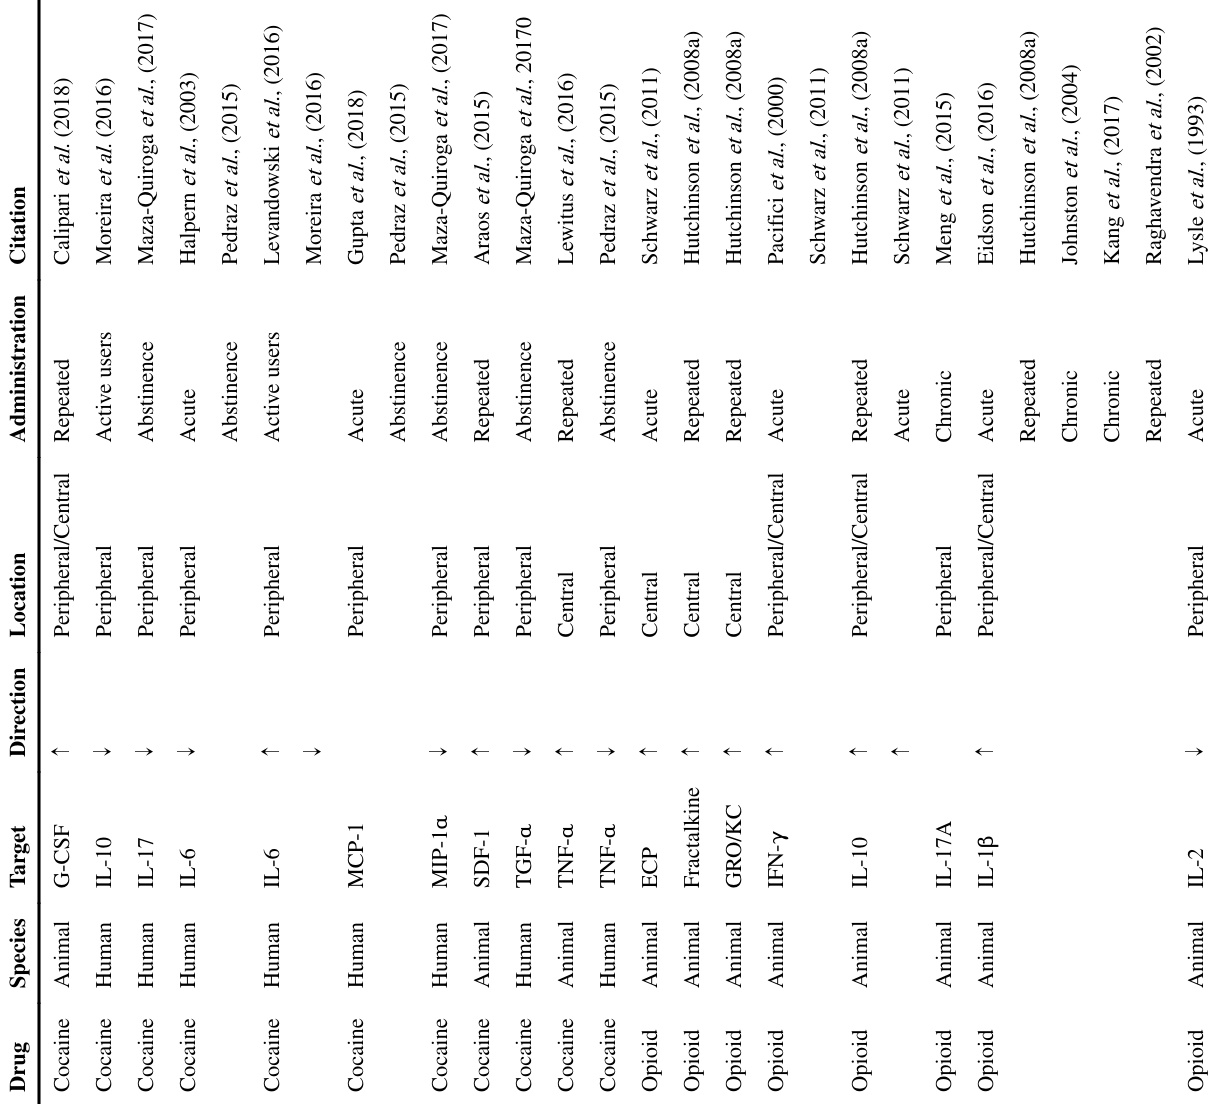 Drug Species Target Direction Location Administration Citation
Cocaine Animal G-CSF ↑ Peripheral/Central Repeated Calipari et al. (2018)
Cocaine Human IL-10 ↓ Peripheral Active users Moreira et al. (2016)
Cocaine Human IL-17 ↓ Peripheral Abstinence Maza-Quiroga et al., (2017)
Cocaine Human IL-6 ↓ Peripheral Acute Halpern et al., (2003)
Abstinence Pedraz et al., (2015)
Cocaine Human IL-6 ↑ Peripheral Active users Levandowski et al., (2016)
↓ Moreira et al., (2016)
Cocaine Human MCP-1 Peripheral Acute Gupta et al., (2018)
Abstinence Pedraz et al., (2015)
Cocaine Human MIP-1α ↓ Peripheral Abstinence Maza-Quiroga et al., (2017)
Cocaine Animal SDF-1 ↑ Peripheral Repeated Araos et al., (2015)
Cocaine Human TGF-α ↓ Peripheral Abstinence Maza-Quiroga et al., 20170
Cocaine Animal TNF-α ↑ Central Repeated Lewitus et al., (2016)
Cocaine Human TNF-α ↓ Peripheral Abstinence Pedraz et al., (2015)
Opioid Animal ECP ↑ Central Acute Schwarz et al., (2011)
Opioid Animal Fractalkine ↑ Central Repeated Hutchinson et al., (2008a)
Opioid Animal GRO/KC ↑ Central Repeated Hutchinson et al., (2008a)
Opioid Animal IFN-γ ↑ Peripheral/Central Acute Pacifici et al., (2000)
Schwarz et al., (2011)
Opioid Animal IL-10 ↑ Peripheral/Central Repeated Hutchinson et al., (2008a)
↑ Acute Schwarz et al., (2011)
Opioid Animal IL-17A Peripheral Chronic Meng et al., (2015)
Opioid Animal IL-1β ↑ Peripheral/Central Acute Eidson et al., (2016)
Repeated Hutchinson et al., (2008a)
Chronic Johnston et al., (2004)
Chronic Kang et al., (2017)
Repeated Raghavendra et al., (2002)
Opioid Animal IL-2 ↓ Peripheral Acute Lysle et al., (1993)